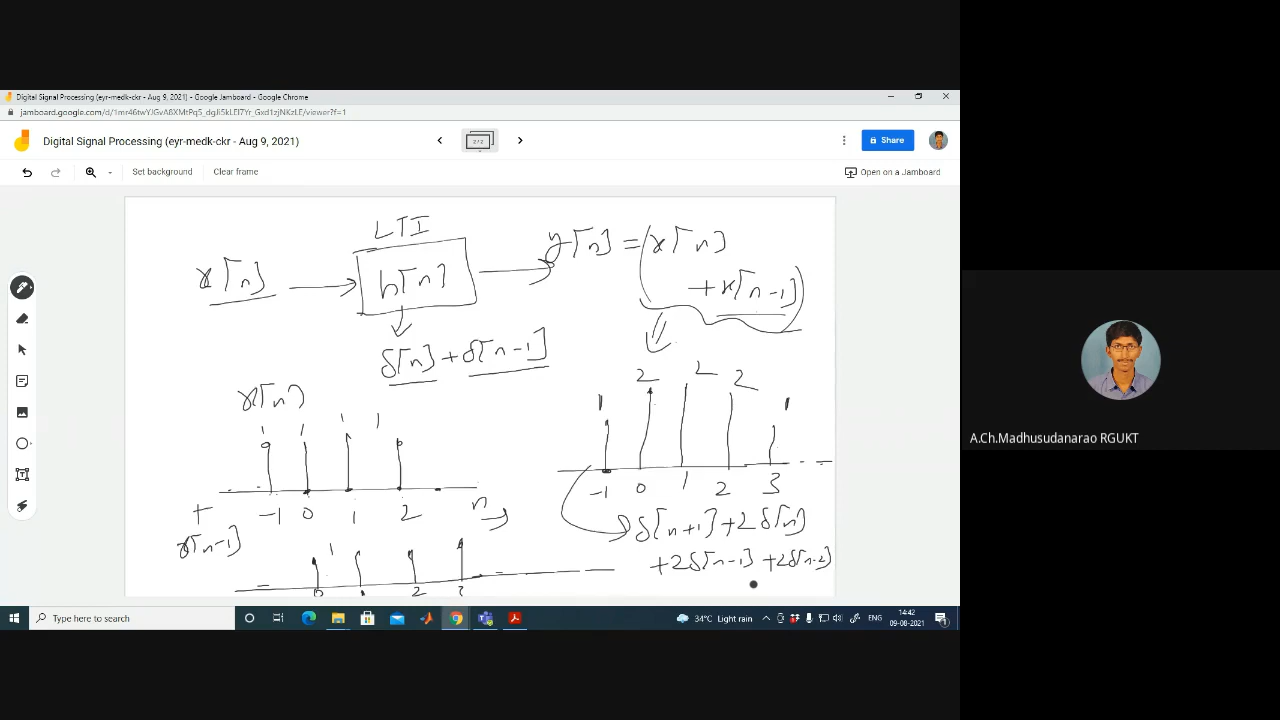 Digital Signal Processing (eyr-medk-ckr - Aug 9, 2021) - Google Jamboard - Google Chrome
Digital Signal Processing (eyr-medk-ckr - Aug 9, 2021)
2 / 2
Share
Set background
Clear frame
Open on a Jamboard
LTI
x[n]
h[n]
y[n] = (x[n]
+ x[n-1])
δ[n] + δ[n-1]
x[n]
1 1 1 1
-1 0 1 2 n
+
x[n-1]
1
1 2 2 2 1
-1 0 1 2 3
δ[n+1] + 2δ[n]
+ 2δ[n-1] + 2δ[n-2]
A.Ch.Madhusudanarao RGUKT
Type here to search
34°C Light rain
ENG
14:42
09-08-2021